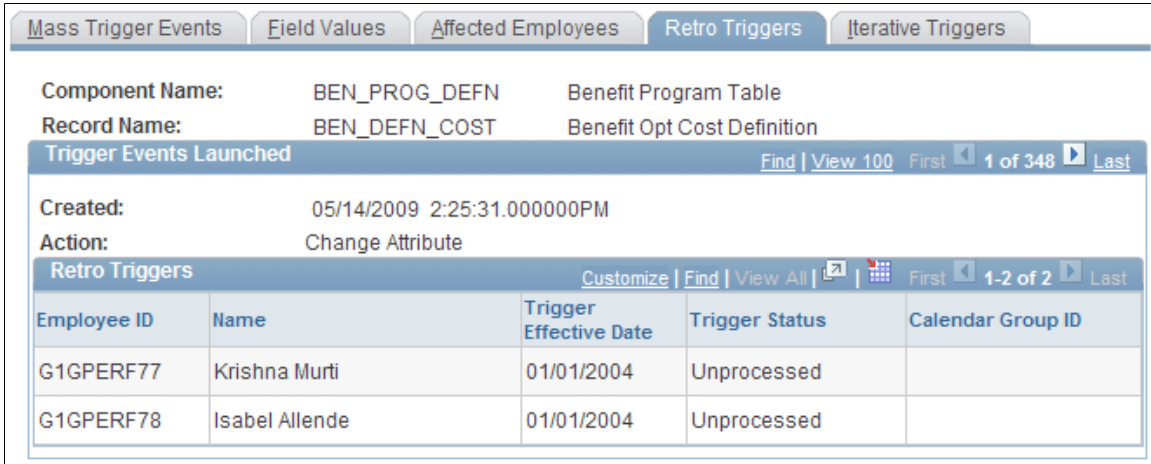 Mass Trigger Events Field Values Affected Employees Retro Triggers Iterative Triggers
Component Name: BEN_PROG_DEFN Benefit Program Table
Record Name: BEN_DEFN_COST Benefit Opt Cost Definition
Trigger Events Launched Find | View 100 First 1 of 348 Last
Created: 05/14/2009 2:25:31.000000PM
Action: Change Attribute
Retro Triggers Customize | Find | View All | | First 1-2 of 2 Last
Employee ID Name Trigger Effective Date Trigger Status Calendar Group ID
G1GPERF77 Krishna Murti 01/01/2004 Unprocessed
G1GPERF78 Isabel Allende 01/01/2004 Unprocessed